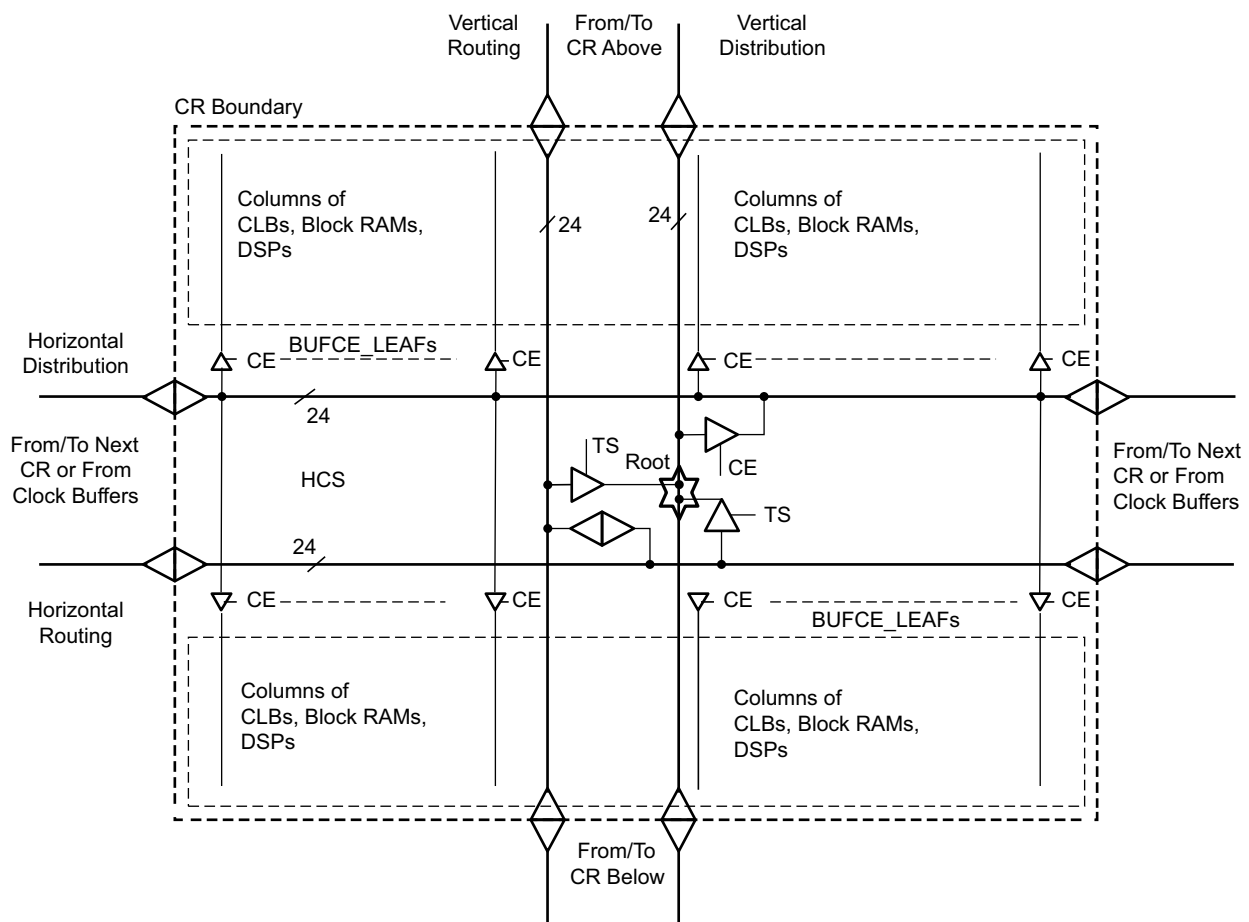 Vertical
Routing
From/To
CR Above
Vertical
Distribution
CR Boundary
Columns of
CLBs, Block RAMs,
DSPs
24
24
Columns of
CLBs, Block RAMs,
DSPs
Horizontal
Distribution
CE
BUFCE_LEAFs
CE
CE
CE
24
From/To Next
CR or From
Clock Buffers
HCS
TS
Root
CE
TS
From/To Next
CR or From
Clock Buffers
24
Horizontal
Routing
CE
CE
CE
CE
BUFCE_LEAFs
Columns of
CLBs, Block RAMs,
DSPs
Columns of
CLBs, Block RAMs,
DSPs
From/To
CR Below